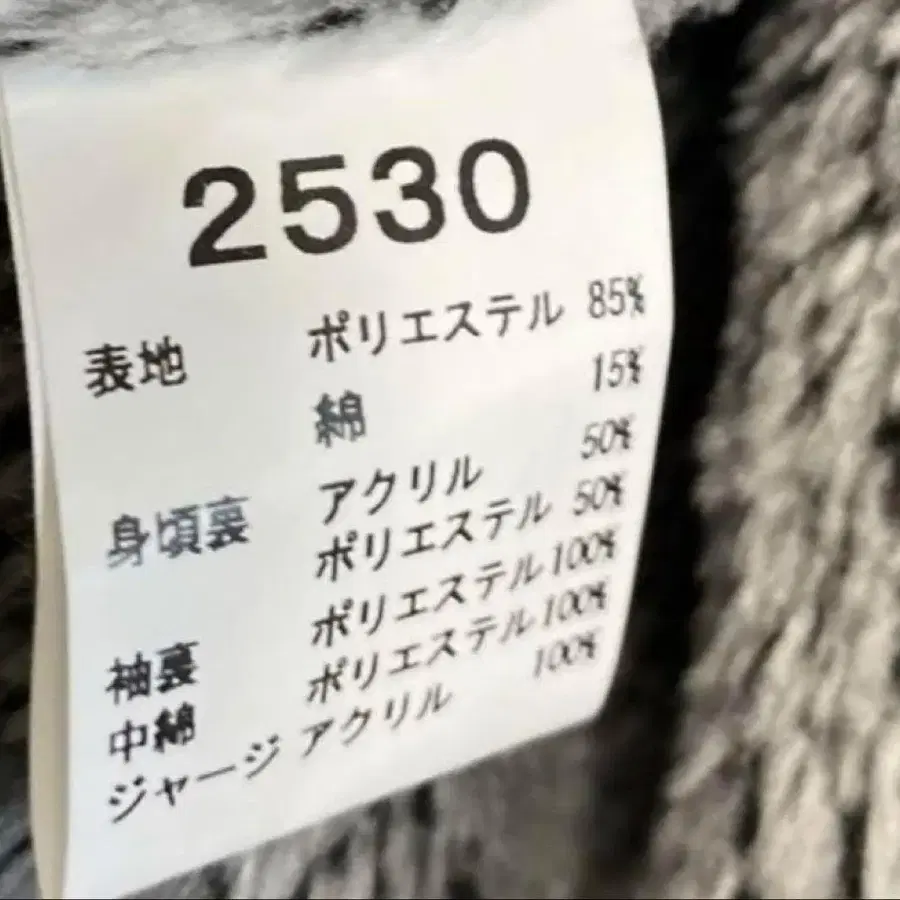 2530
表地 ポリエステル 85%
綿 15%
身頃裏 アクリル 50%
ポリエステル 50%
袖裏 ポリエステル 100%
中綿 ポリエステル 100%
ジャージ アクリル 100%